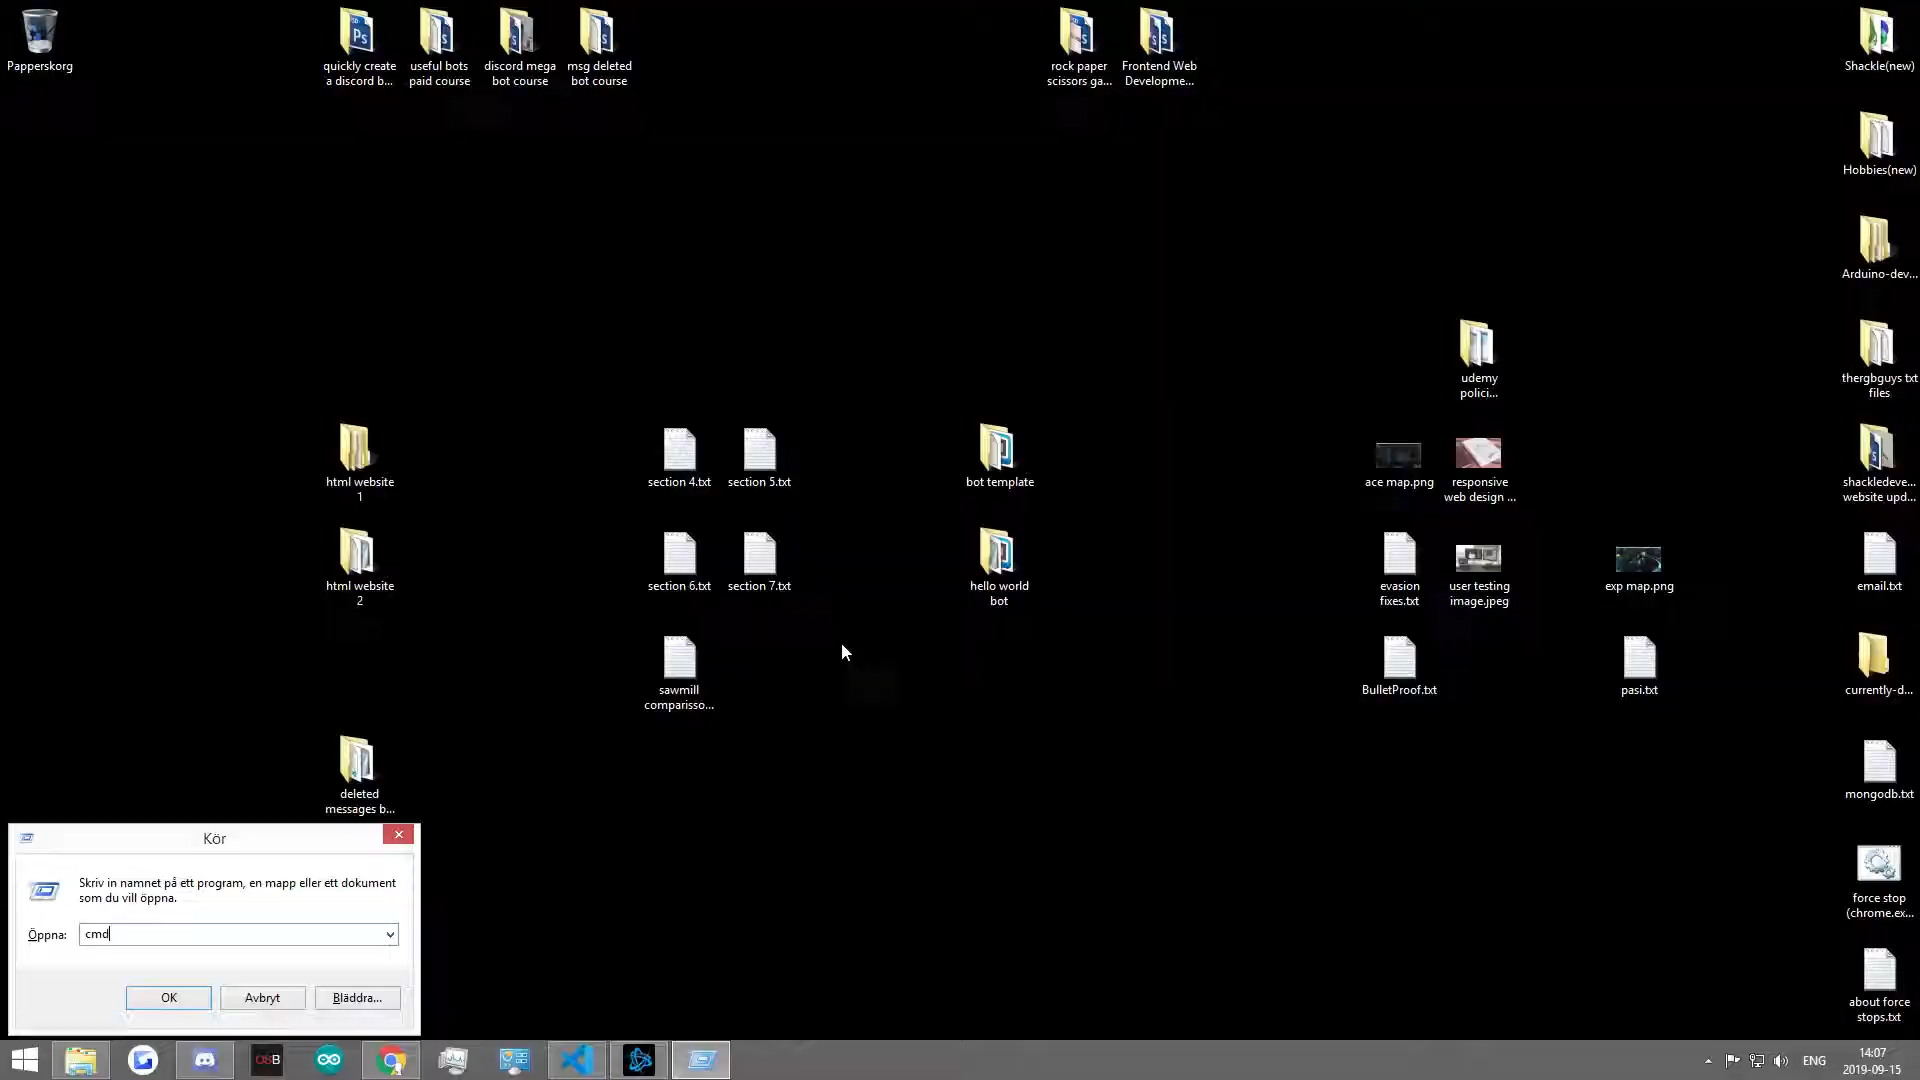 Papperskorg
quickly create
a discord b...
useful bots
paid course
discord mega
bot course
msg deleted
bot course
rock paper
scissors ga...
Frontend Web
Developme...
Shackle(new)
Hobbies(new)
Arduino-dev...
udemy
polici...
thergbguys txt
files
html website
1
section 4.txt
section 5.txt
bot template
ace map.png
responsive
web design ...
shackledeve...
website upd...
html website
2
section 6.txt
section 7.txt
hello world
bot
evasion
fixes.txt
user testing
image.jpeg
exp map.png
email.txt
sawmill
comparisso...
BulletProof.txt
pasi.txt
currently-d...
deleted
messages b...
mongodb.txt
Kör
Skriv in namnet på ett program, en mapp eller ett dokument
som du vill öppna.
Öppna:
cmd
OK
Avbryt
Bläddra...
force stop
(chrome.ex...
about force
stops.txt
ENG
14:07
2019-09-15